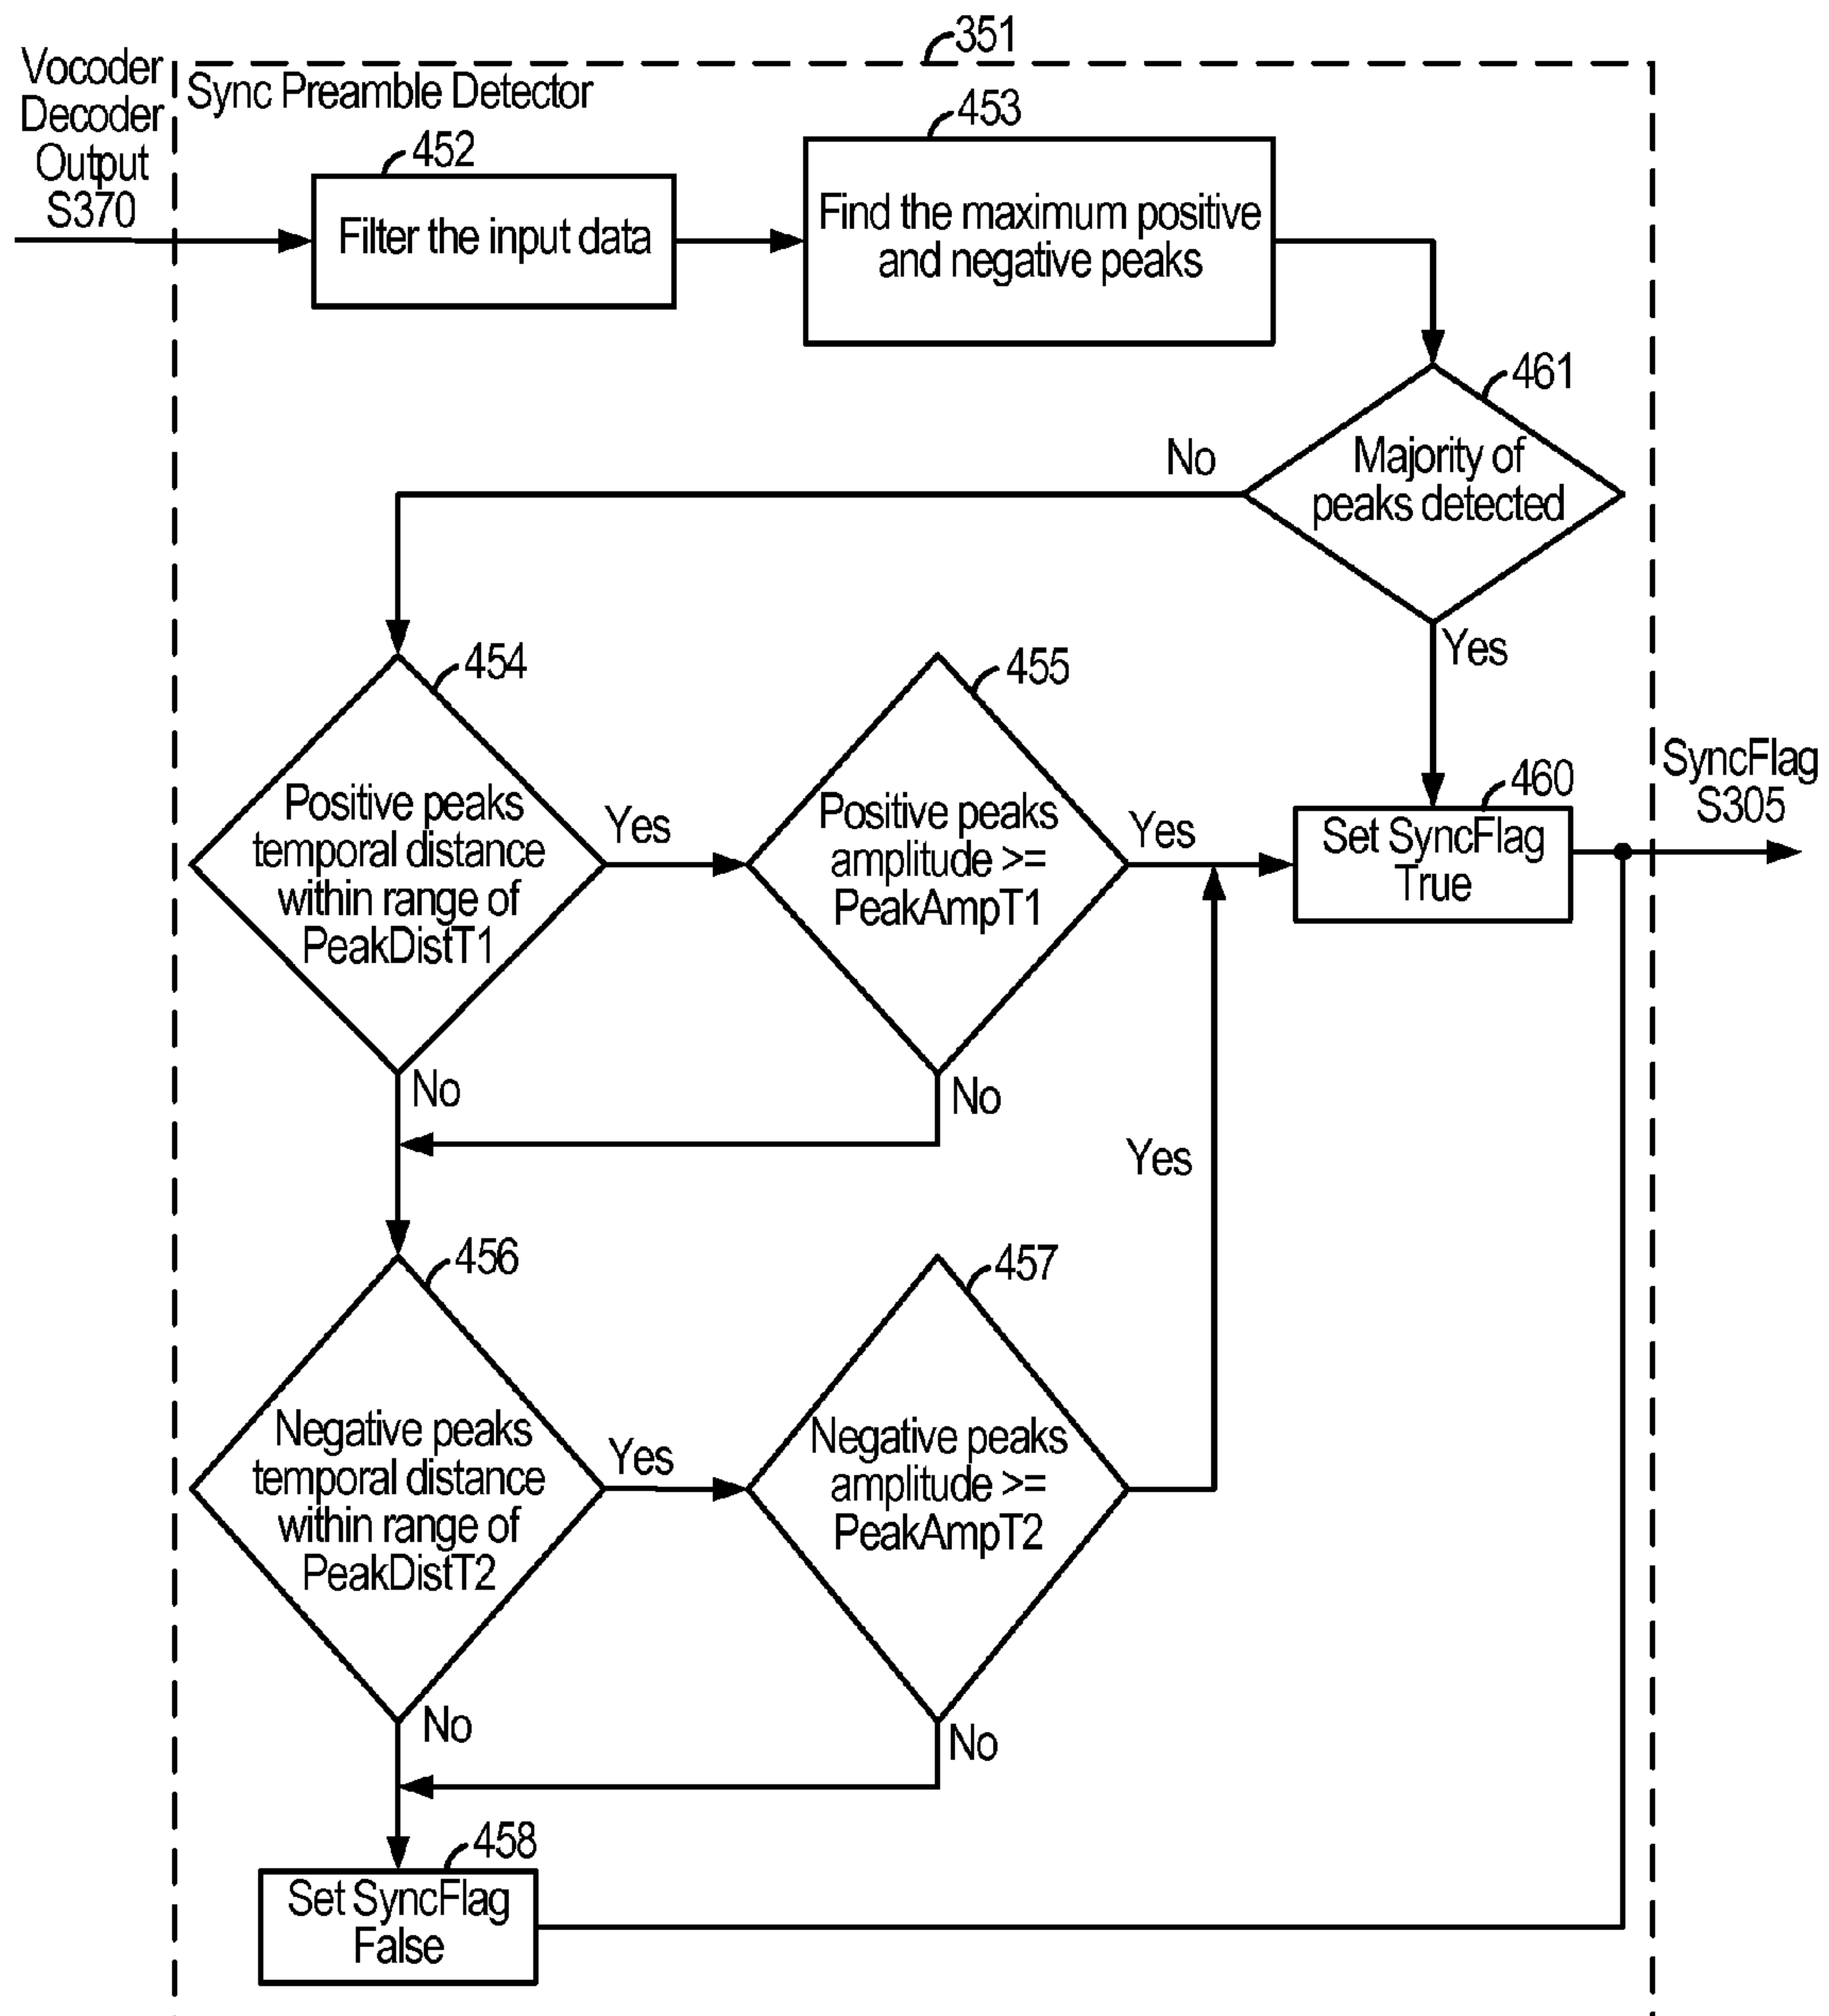 351
Vocoder
Decoder
Output
S370
Sync Preamble Detector
452
Filter the input data
453
Find the maximum positive
and negative peaks
461
Majority of
peaks detected
No
Yes
454
Positive peaks
temporal distance
within range of
PeakDistT1
Yes
No
455
Positive peaks
amplitude >=
PeakAmpT1
Yes
No
460
Set SyncFlag
True
SyncFlag
S305
456
Negative peaks
temporal distance
within range of
PeakDistT2
Yes
No
457
Negative peaks
amplitude >=
PeakAmpT2
Yes
No
458
Set SyncFlag
False